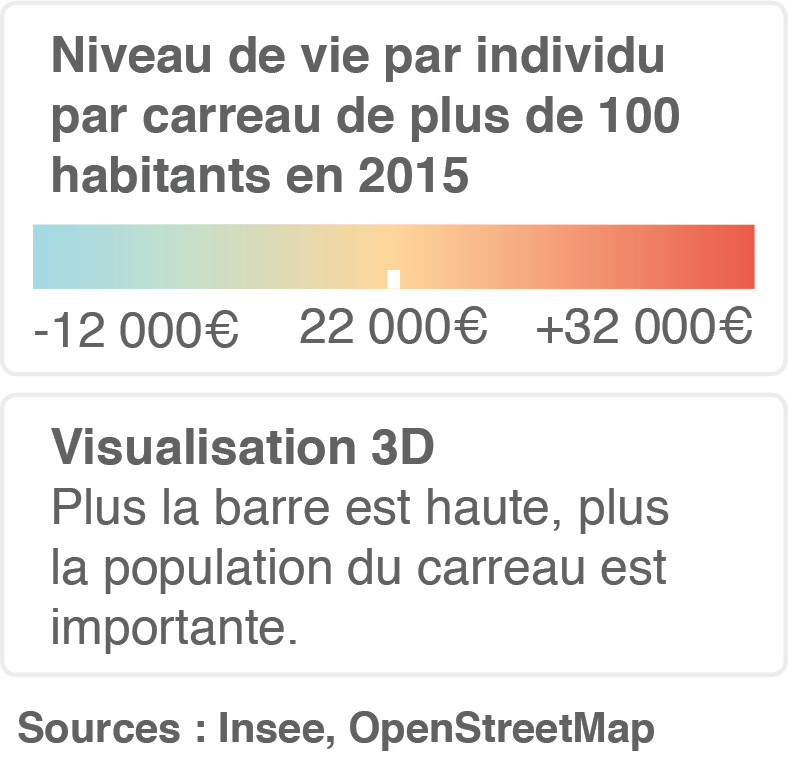 Niveau de vie par individu
par carreau de plus de 100
habitants en 2015
-12 000€ 22 000€ +32 000€
Visualisation 3D
Plus la barre est haute, plus
la population du carreau est
importante.
Sources : Insee, OpenStreetMap